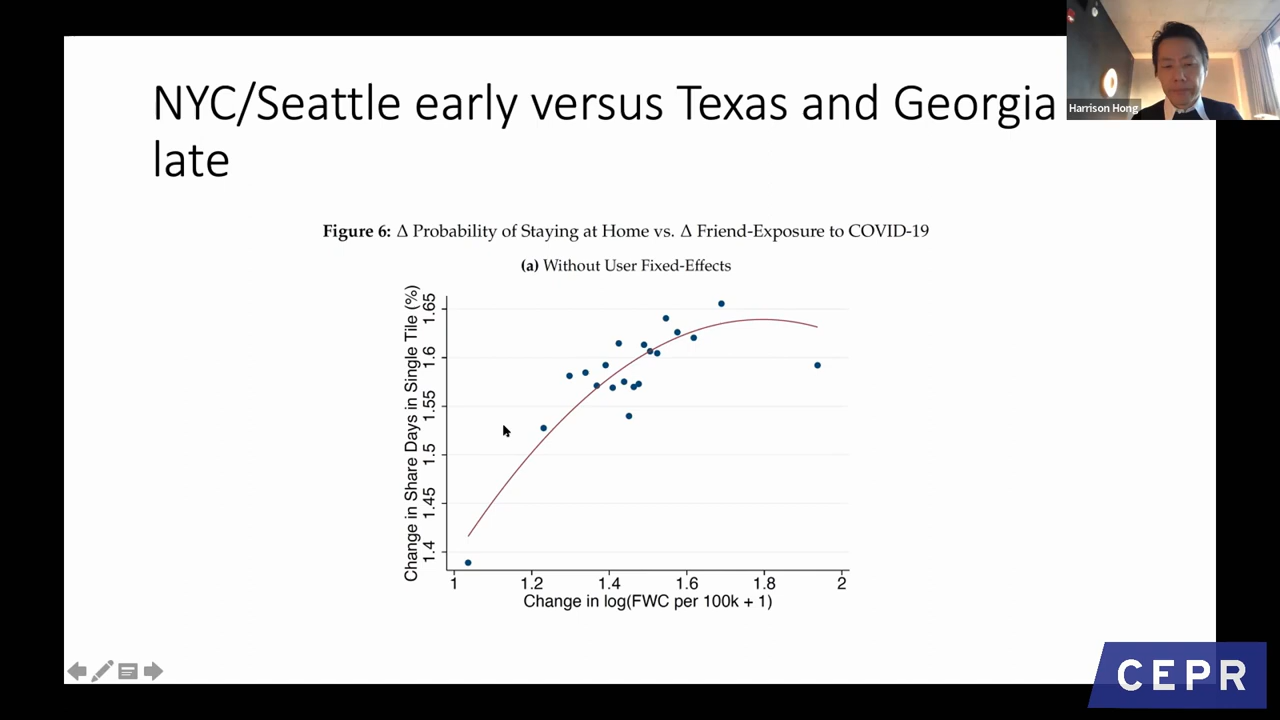 Harrison Hong
NYC/Seattle early versus Texas and Georgia
late
Figure 6: Δ Probability of Staying at Home vs. Δ Friend-Exposure to COVID-19
(a) Without User Fixed-Effects
Change in Share Days in Single Tile (%)
1.65
1.6
1.55
1.5
1.45
1.4
1 1.2 1.4 1.6 1.8 2
Change in log(FWC per 100k + 1)
CEPR